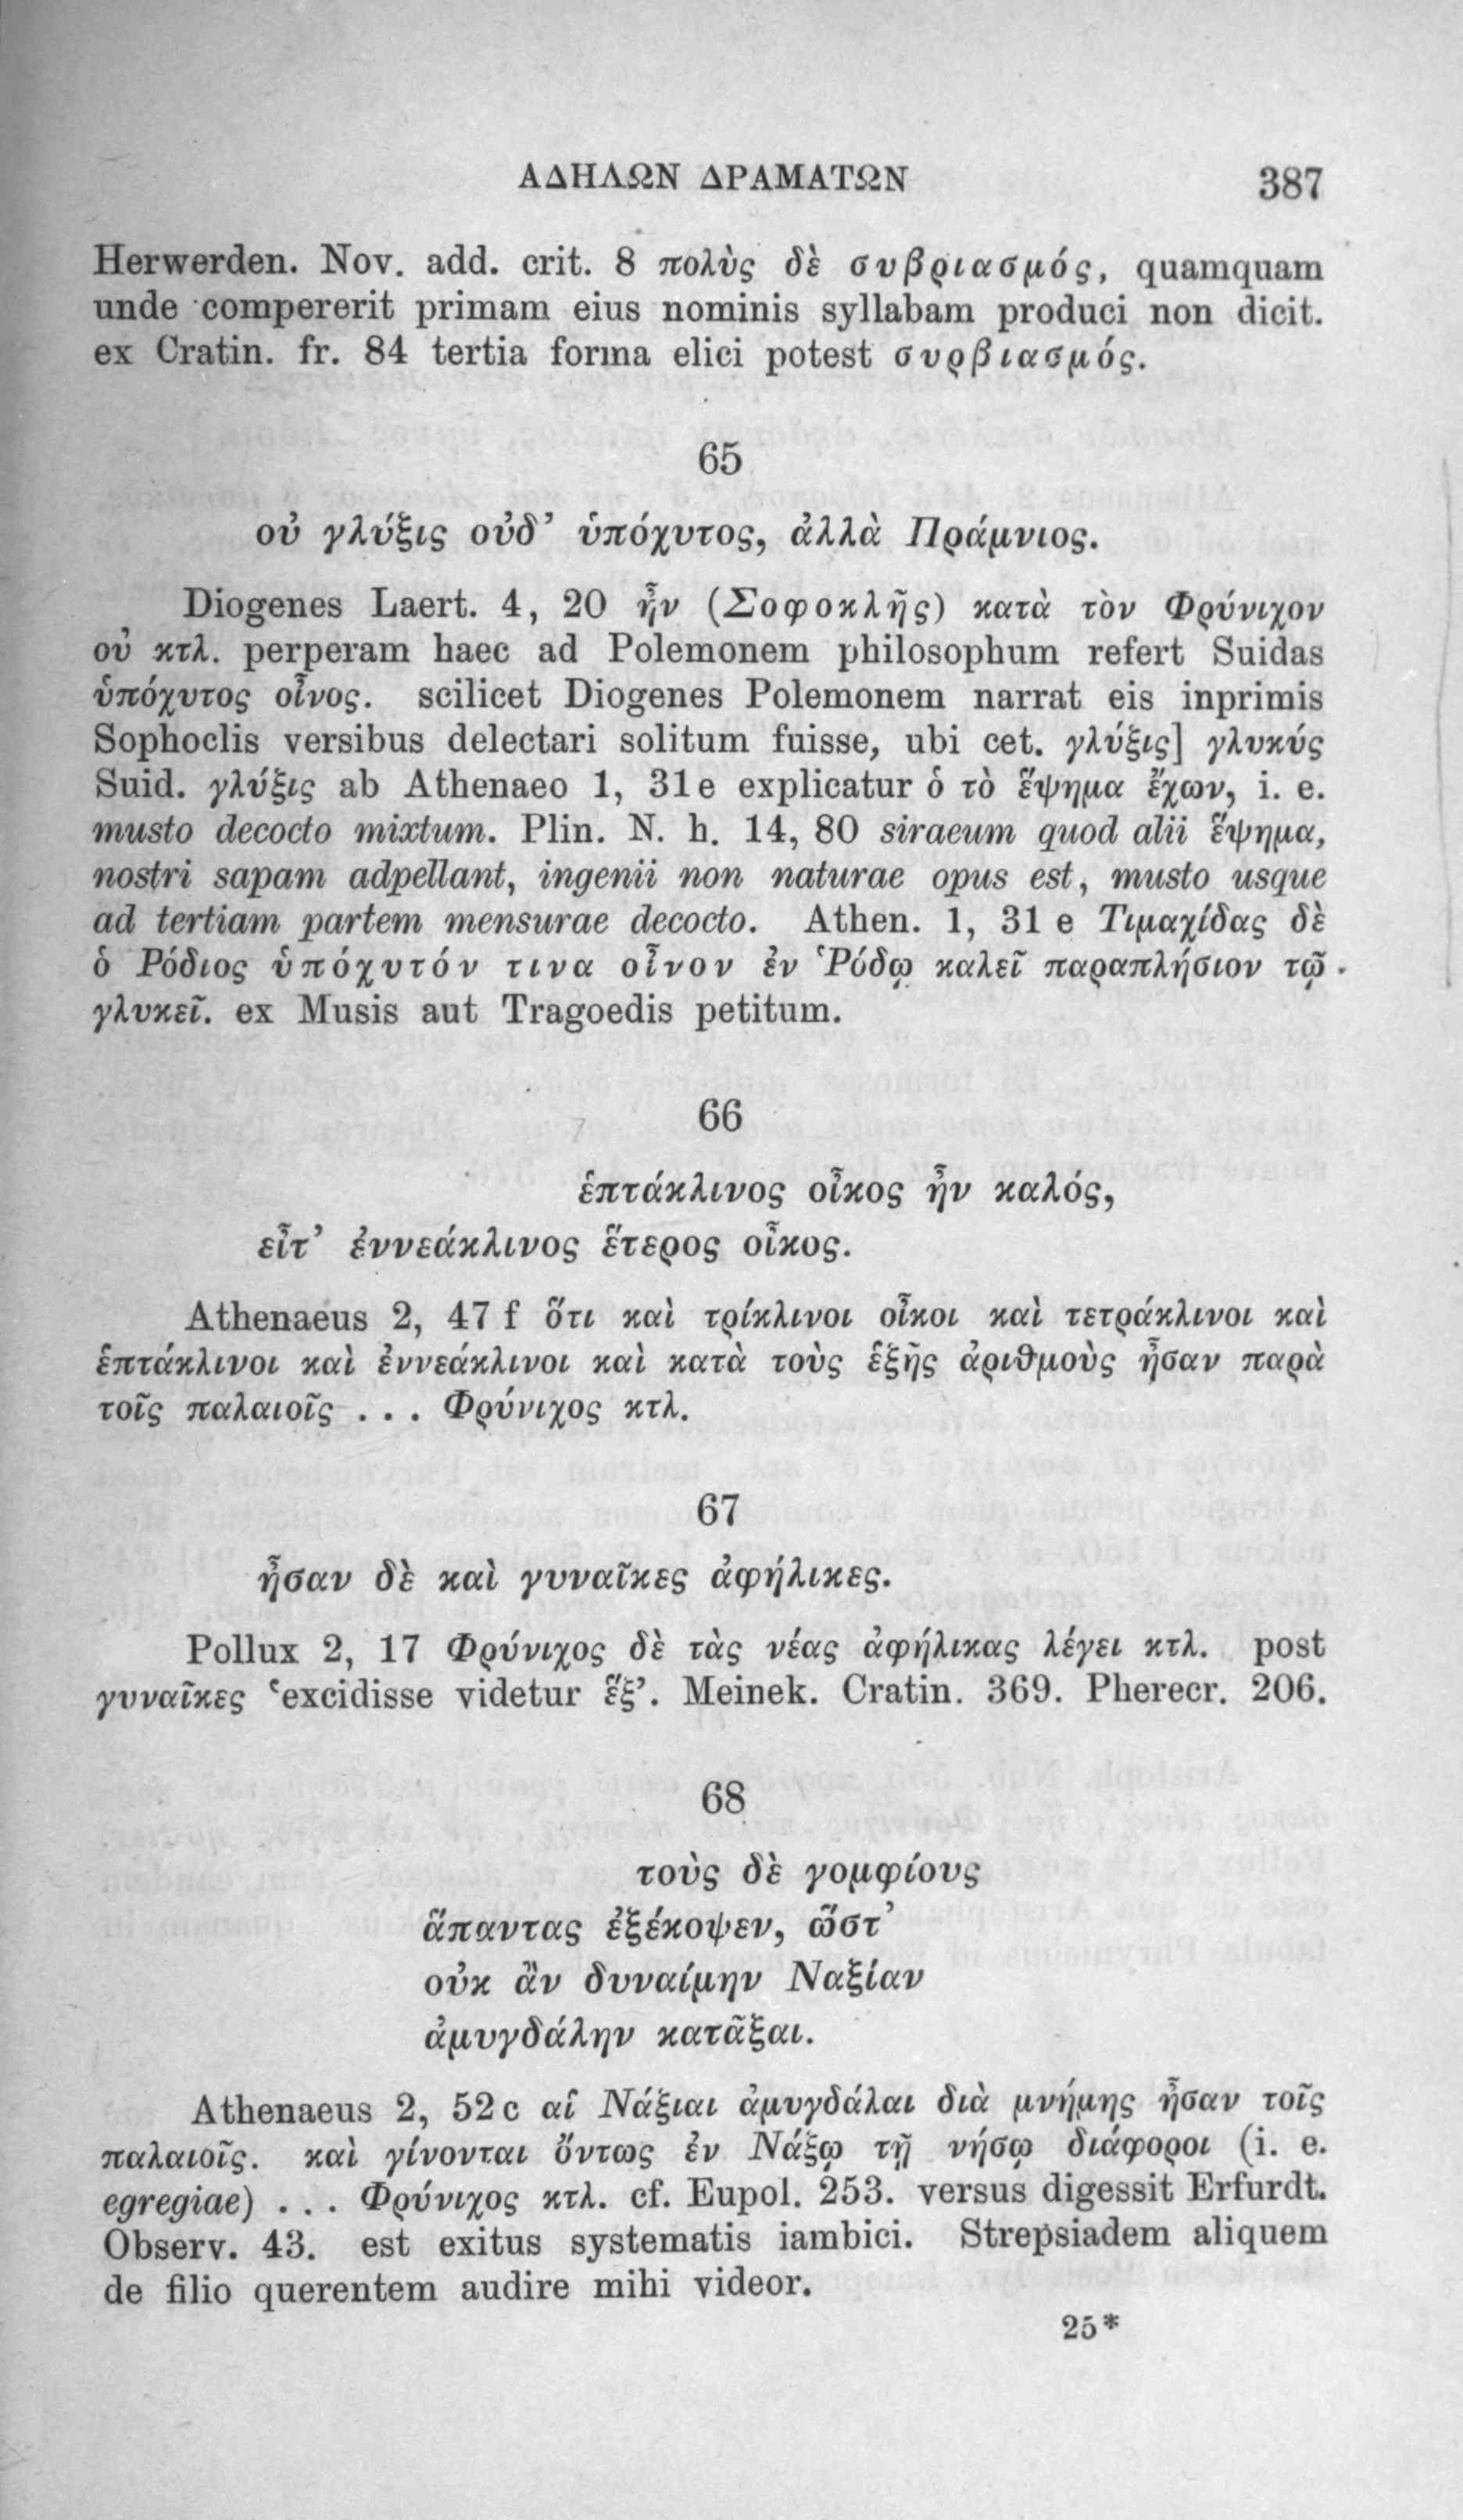 ΑΔΗΛΩΝ ΔΡΑΜΑΤΩΝ 387
Herwerden. Nov. add. crit. 8 πολὺς δὲ συβριασμός, quamquam
unde compererit primam eius nominis syllabam produci non dicit.
ex Cratin. fr. 84 tertia forma elici potest συρβιασμός.
65
οὐ γλύξις οὐδ’ ὑπόχυτος, ἀλλὰ Πράμνιος.
Diogenes Laert. 4, 20 ἦν (Σοφοκλῆς) κατὰ τὸν Φρύνιχον
οὐ κτλ. perperam haec ad Polemonem philosophum refert Suidas
ὑπόχυτος οἶνος. scilicet Diogenes Polemonem narrat eis inprimis
Sophoclis versibus delectari solitum fuisse, ubi cet. γλύξις] γλυκύς
Suid. γλύξις ab Athenaeo 1, 31e explicatur ὁ τὸ ἕψημα ἔχων, i. e.
musto decocto mixtum. Plin. N. h. 14, 80 siraeum quod alii ἕψημα,
nostri sapam adpellant, ingenii non naturae opus est, musto usque
ad tertiam partem mensurae decocto. Athen. 1, 31 e Τιμαχίδας δὲ
ὁ Ρόδιος ὑπόχυτόν τινα οἶνον ἐν Ῥόδῳ καλεῖ παραπλήσιον τῷ
γλυκεῖ. ex Musis aut Tragoedis petitum.
66
ἑπτάκλινος οἶκος ἦν καλός,
εἶτ’ ἐννεάκλινος ἕτερος οἶκος.
Athenaeus 2, 47 f ὅτι καὶ τρίκλινοι οἶκοι καὶ τετράκλινοι καὶ
ἑπτάκλινοι καὶ ἐννεάκλινοι καὶ κατὰ τοὺς ἑξῆς ἀριθμοὺς ἦσαν παρὰ
τοῖς παλαιοῖς . . . Φρύνιχος κτλ.
67
ἦσαν δὲ καὶ γυναῖκες ἀφήλικες.
Pollux 2, 17 Φρύνιχος δὲ τὰς νέας ἀφήλικας λέγει κτλ. post
γυναῖκες ‘excidisse videtur ἕξ’. Meinek. Cratin. 369. Pherecr. 206.
68
τοὺς δὲ γομφίους
ἅπαντας ἐξέκοψεν, ὥστ’
οὐκ ἂν δυναίμην Ναξίαν
ἀμυγδάλην κατᾶξαι.
Athenaeus 2, 52c αἱ Νάξιαι ἀμυγδάλαι διὰ μνήμης ἦσαν τοῖς
παλαιοῖς. καὶ γίνονται ὄντως ἐν Νάξῳ τῇ νήσῳ διάφοροι (i. e.
egregiae) . . . Φρύνιχος κτλ. cf. Eupol. 253. versus digessit Erfurdt.
Observ. 43. est exitus systematis iambici. Strepsiadem aliquem
de filio querentem audire mihi videor.
25*